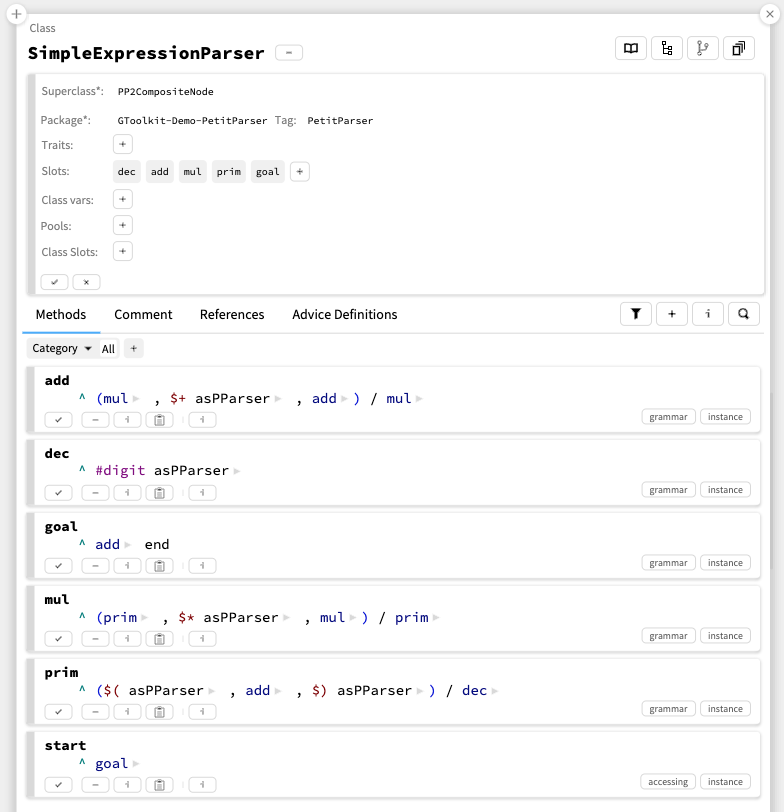 Class
SimpleExpressionParser
Superclass*: PP2CompositeNode
Package*: GToolkit-Demo-PetitParser Tag: PetitParser
Traits: +
Slots: dec add mul prim goal +
Class vars: +
Pools: +
Class Slots: +
Methods Comment References Advice Definitions
Category All +
add
^ (mul , $+ asPParser , add ) / mul
grammar instance
dec
^ #digit asPParser
grammar instance
goal
^ add end
grammar instance
mul
^ (prim , $* asPParser , mul ) / prim
grammar instance
prim
^ ($( asPParser , add , $) asPParser ) / dec
grammar instance
start
^ goal
accessing instance